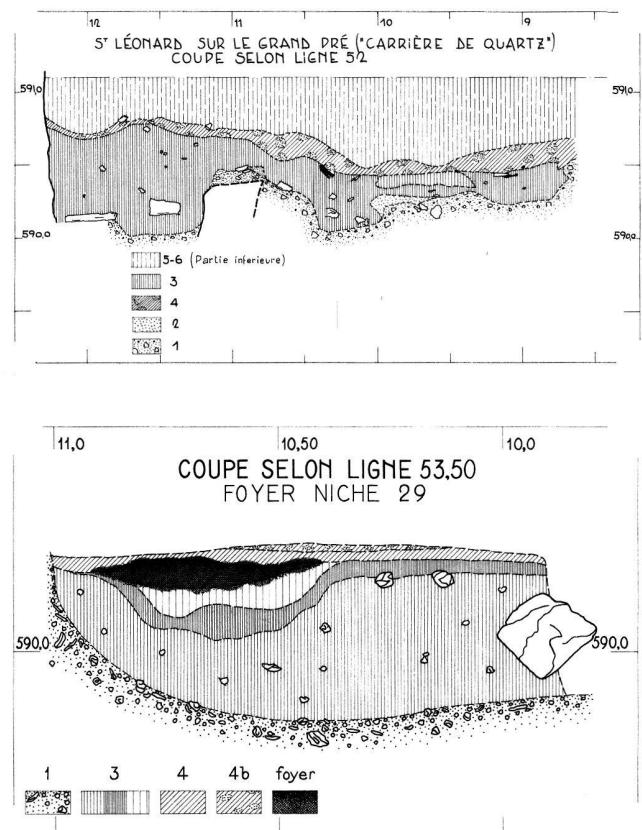 12 11 10 9
ST LÉONARD SUR LE GRAND PRÉ ("CARRIÈRE DE QUARTZ")
COUPE SELON LIGNE 52
591,0 591,0
590,0 590,0
5-6 (Partie inférieure)
3
4
2
1
11,0 10,50 10,0
COUPE SELON LIGNE 53,50
FOYER NICHE 29
590,0 590,0
1 3 4 4b foyer